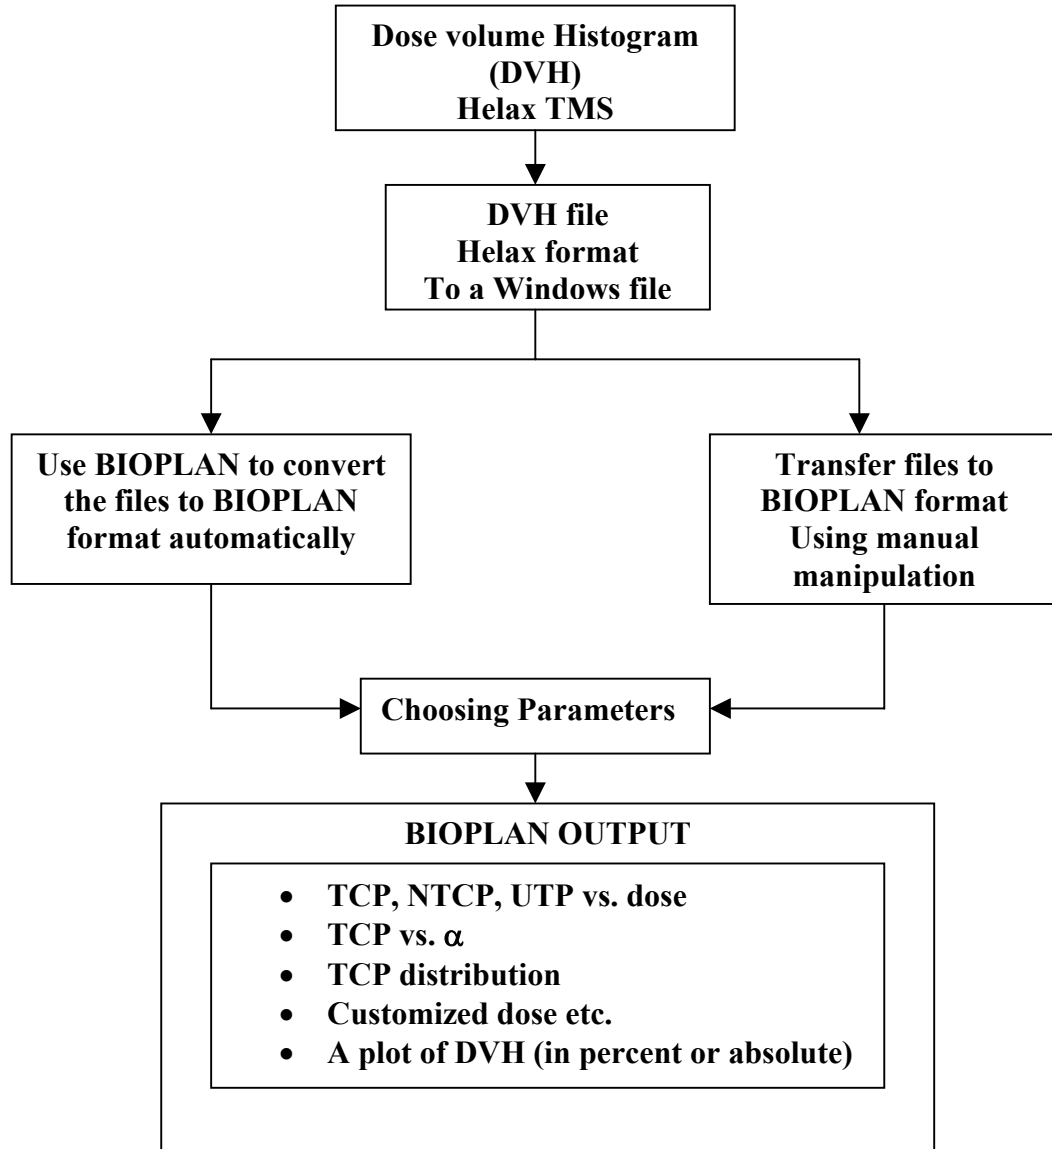 Dose volume Histogram
(DVH)
Helax TMS
DVH file
Helax format
To a Windows file
Use BIOPLAN to convert
the files to BIOPLAN
format automatically
Transfer files to
BIOPLAN format
Using manual
manipulation
Choosing Parameters
BIOPLAN OUTPUT
• TCP, NTCP, UTP vs. dose
• TCP vs. α
• TCP distribution
• Customized dose etc.
• A plot of DVH (in percent or absolute)